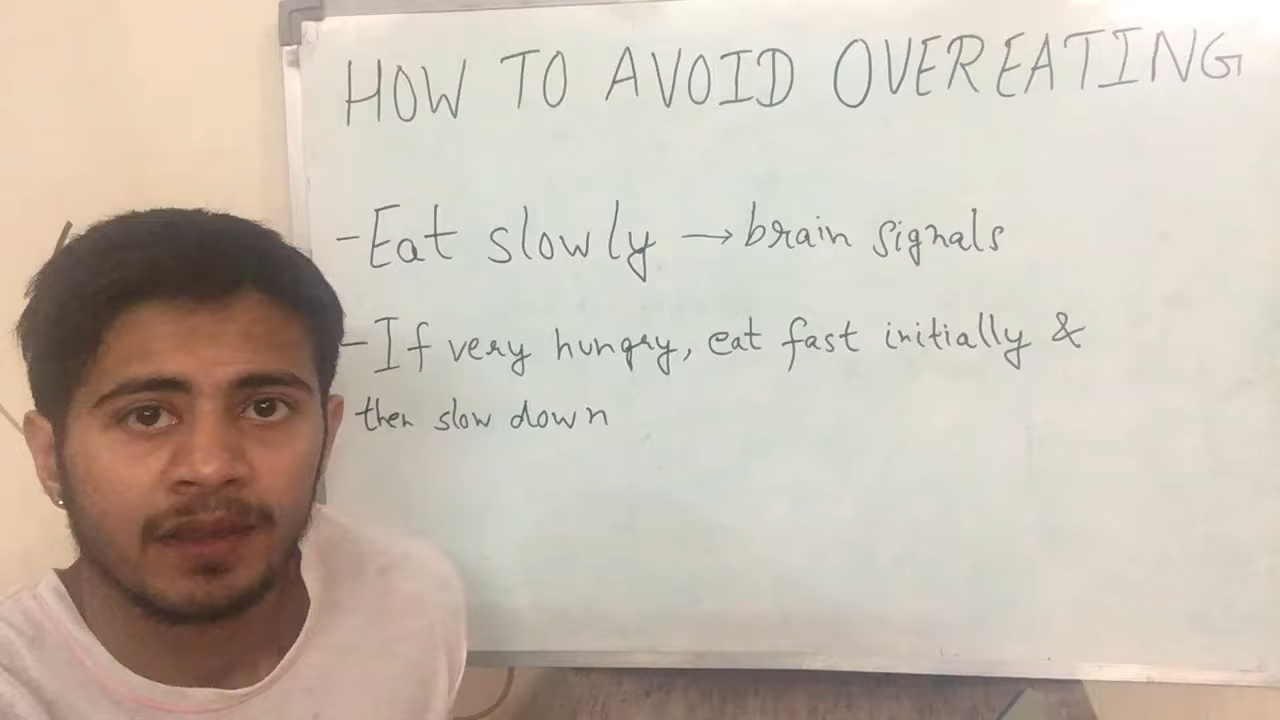 HOW TO AVOID OVEREATING
-Eat slowly → brain signals
-If very hungry, eat fast initially &
then slow down